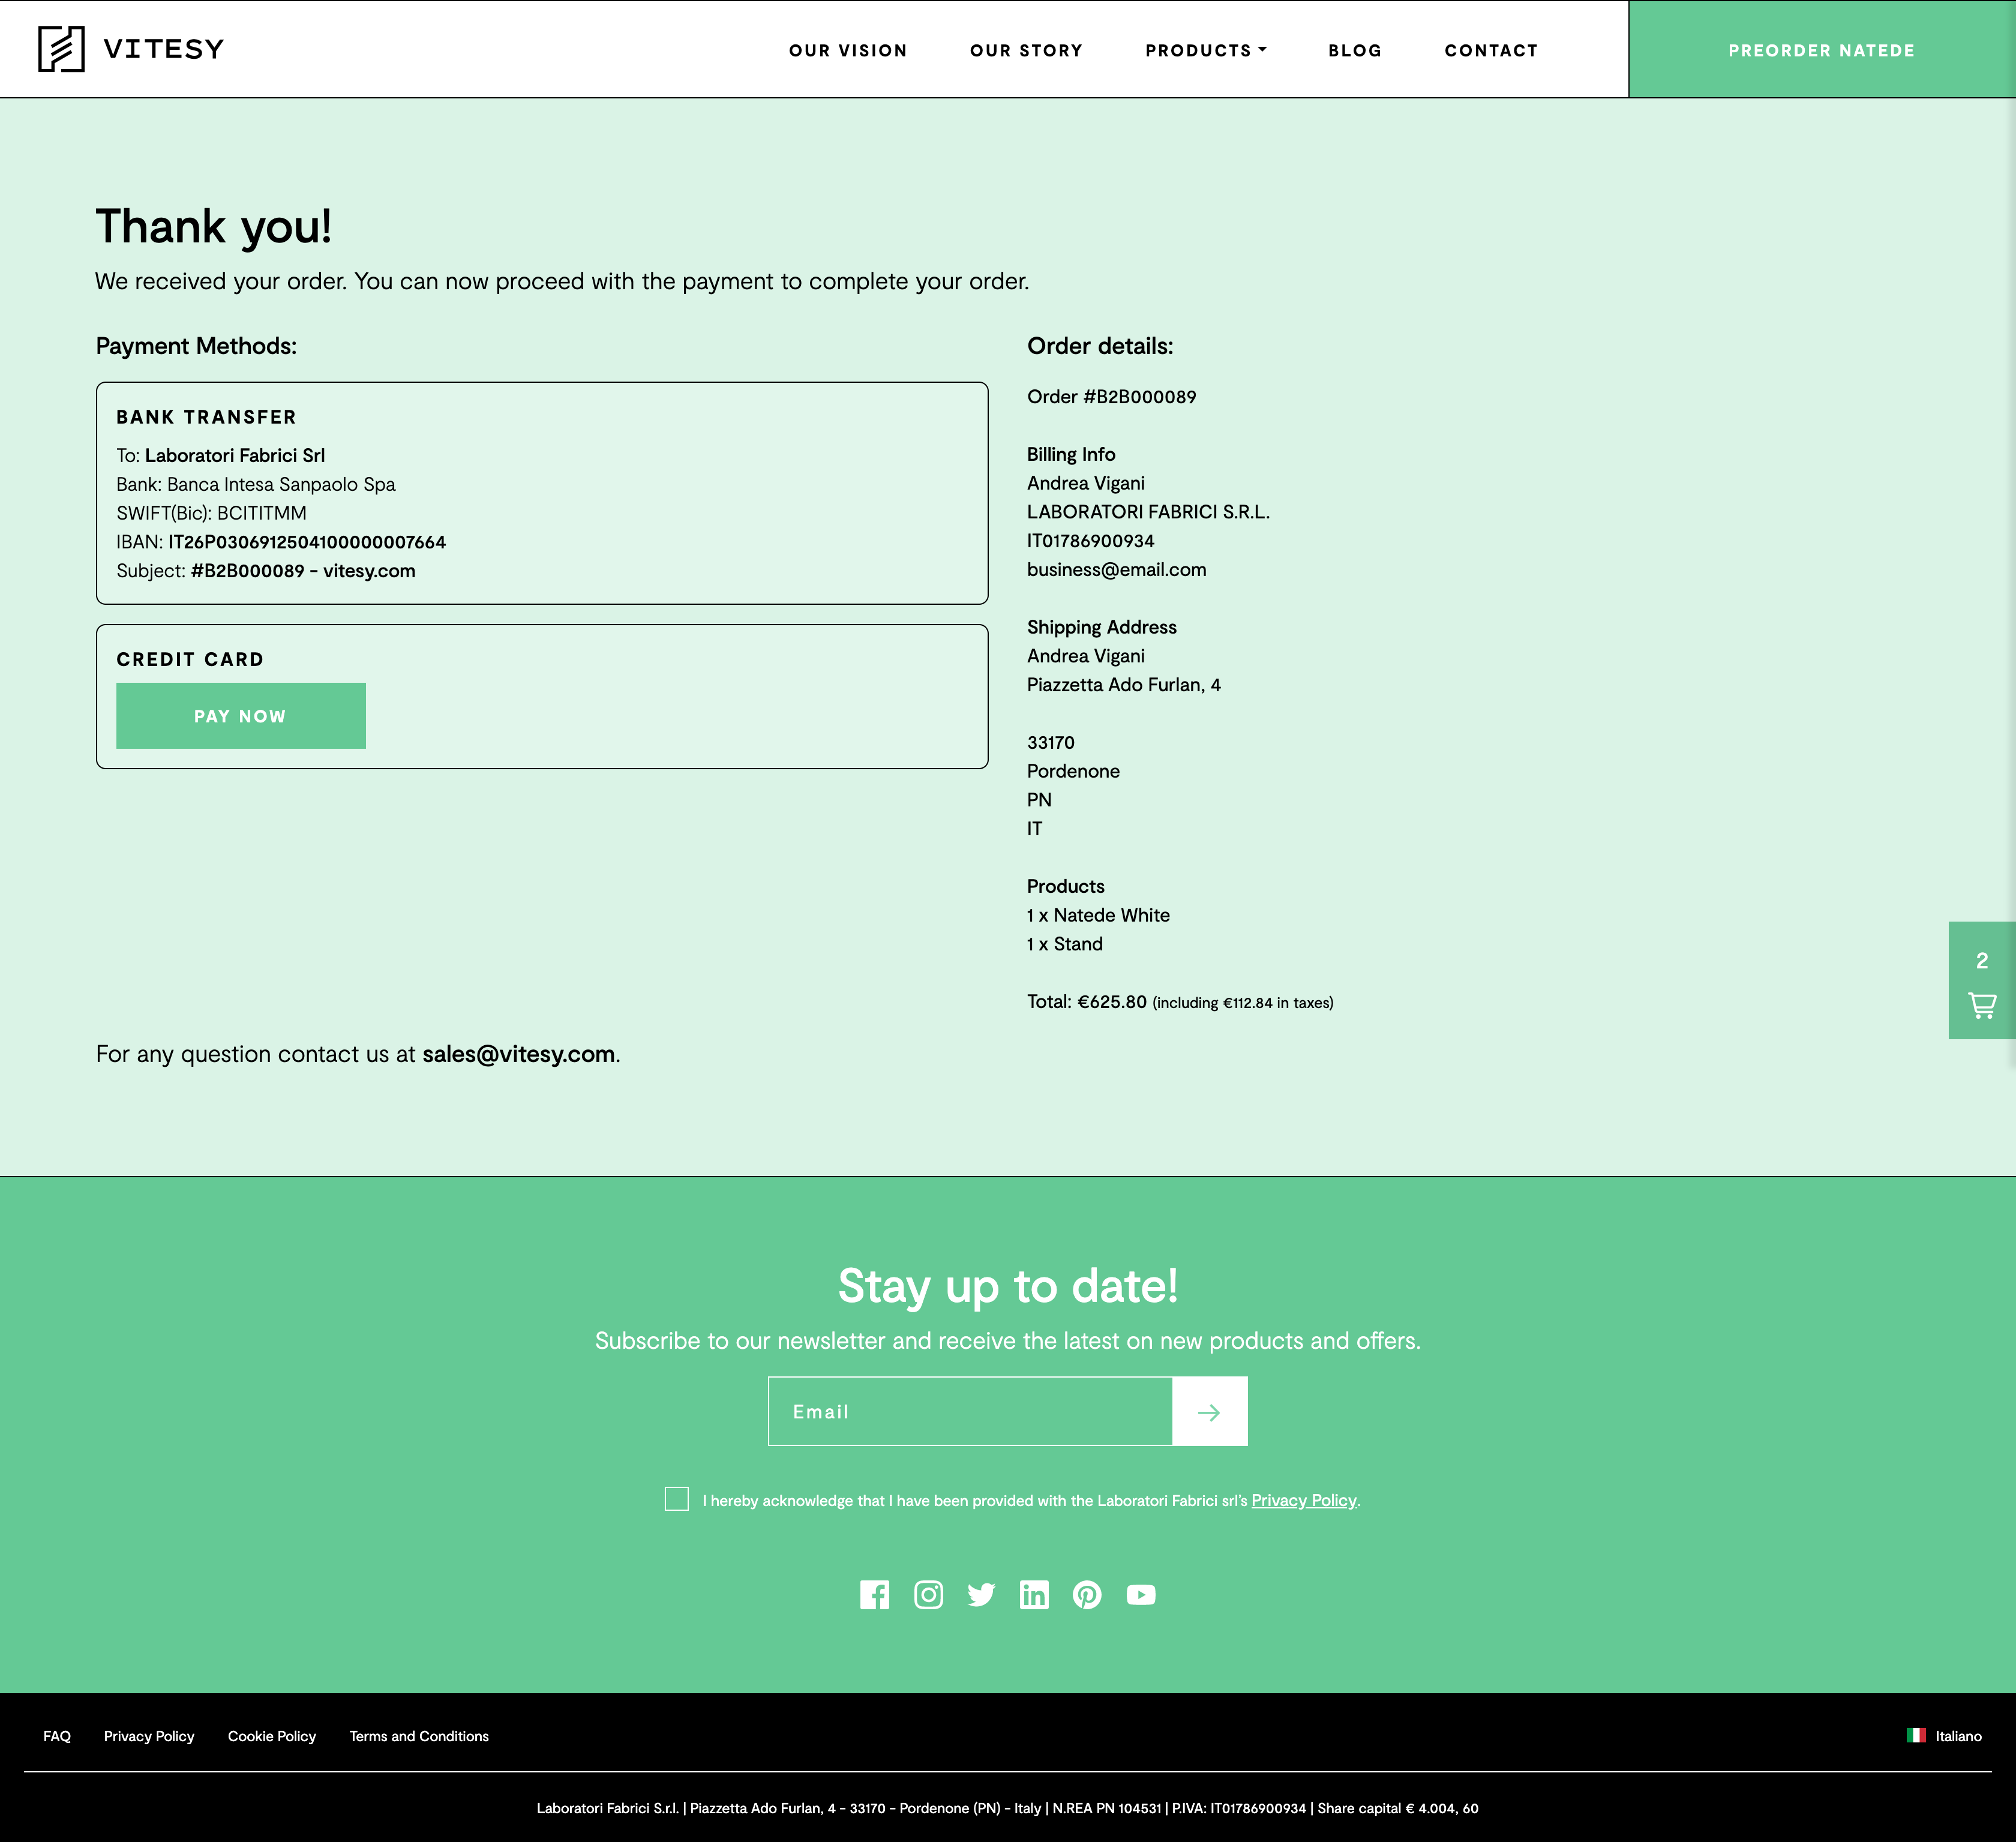 VITESY
OUR VISION
OUR STORY
PRODUCTS
BLOG
CONTACT
PREORDER NATEDE
Thank you!
We received your order. You can now proceed with the payment to complete your order.
Payment Methods:
BANK TRANSFER
To: Laboratori Fabrici Srl
Bank: Banca Intesa Sanpaolo Spa
SWIFT(Bic): BCITITMM
IBAN: IT26P0306912504100000007664
Subject: #B2B000089 - vitesy.com
CREDIT CARD
PAY NOW
Order details:
Order #B2B000089
Billing Info
Andrea Vigani
LABORATORI FABRICI S.R.L.
IT01786900934
business@email.com
Shipping Address
Andrea Vigani
Piazzetta Ado Furlan, 4
33170
Pordenone
PN
IT
Products
1 x Natede White
1 x Stand
Total: €625.80 (including €112.84 in taxes)
2
For any question contact us at sales@vitesy.com.
Stay up to date!
Subscribe to our newsletter and receive the latest on new products and offers.
Email
I hereby acknowledge that I have been provided with the Laboratori Fabrici srl's Privacy Policy.
FAQ
Privacy Policy
Cookie Policy
Terms and Conditions
Italiano
Laboratori Fabrici S.r.l. | Piazzetta Ado Furlan, 4 - 33170 - Pordenone (PN) - Italy | N.REA PN 104531 | P.IVA: IT01786900934 | Share capital € 4.004, 60